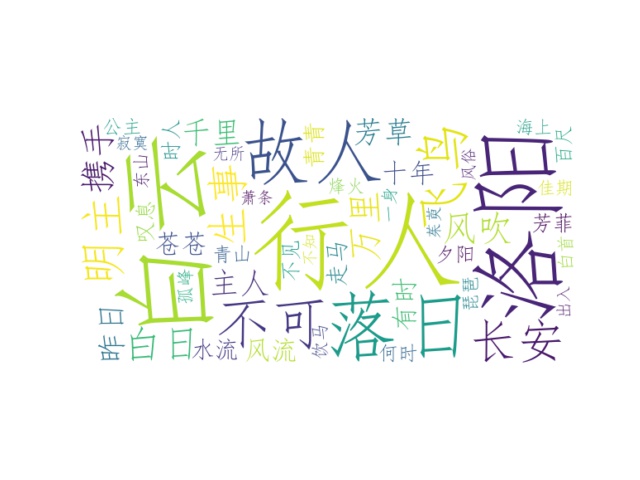 公主
寂寞
时人
千里
故人
青青
芳草
鸟
海上
百尺
携手
东山
白云
无所
生事
萧条
烽火
一身
十年
茱萸
飞
风俗
洛阳
佳期
明主
叹息
苍苍
青山
行人
不见
不知
万里
走马
风吹
夕阳
芳菲
白首
孤峰
主人
不可
落日
有时
琵琶
长安
出入
昨日
白日
水流
风流
饮马
何时